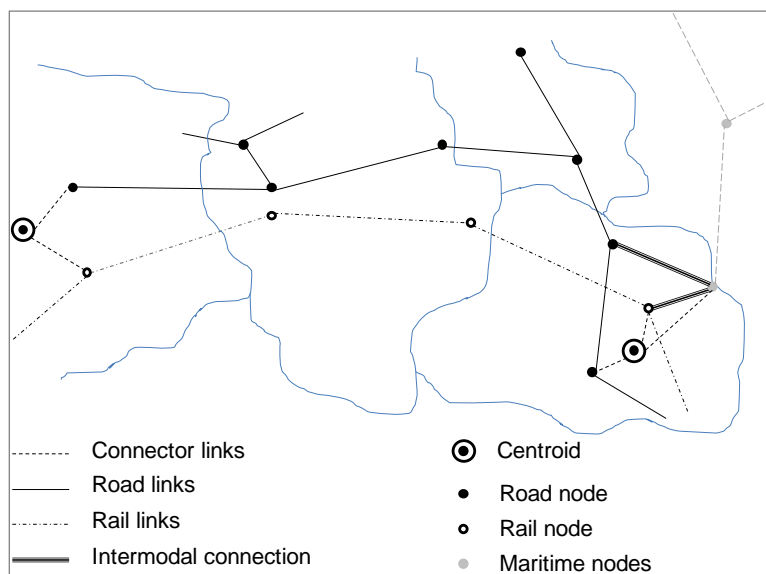 Connector links
Road links
Rail links
Intermodal connection
Centroid
Road node
Rail node
Maritime nodes